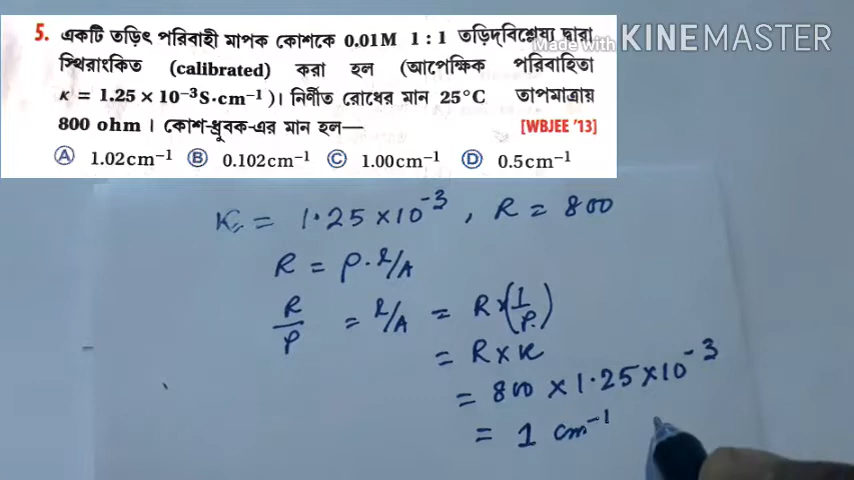 5. একটি তড়িৎ পরিবাহী মাপক কোশকে 0.01M 1 : 1 তড়িদ্‌বিশ্লেষ্য দ্বারা
Made with KINEMASTER
স্থিরাংকিত (calibrated) করা হল (আপেক্ষিক পরিবাহিতা
κ = 1.25 × 10⁻³S·cm⁻¹)। নির্ণীত রোধের মান 25°C তাপমাত্রায়
800 ohm । কোশ-ধ্রুবক-এর মান হল— [WBJEE '13]
Ⓐ 1.02cm⁻¹ Ⓑ 0.102cm⁻¹ Ⓒ 1.00cm⁻¹ Ⓓ 0.5cm⁻¹
K = 1.25 × 10⁻³, R = 800
R = ρ. l/A
R/ρ = l/A = R×(1/ρ)
= R × κ
= 800 × 1.25 × 10⁻³
= 1 cm⁻¹